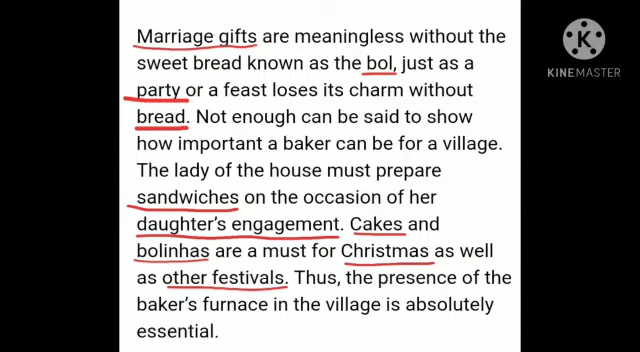 Marriage gifts are meaningless without the
sweet bread known as the bol, just as a
party or a feast loses its charm without
bread. Not enough can be said to show
how important a baker can be for a village.
The lady of the house must prepare
sandwiches on the occasion of her
daughter's engagement. Cakes and
bolinhas are a must for Christmas as well
as other festivals. Thus, the presence of the
baker's furnace in the village is absolutely
essential.
K
KINEMASTER